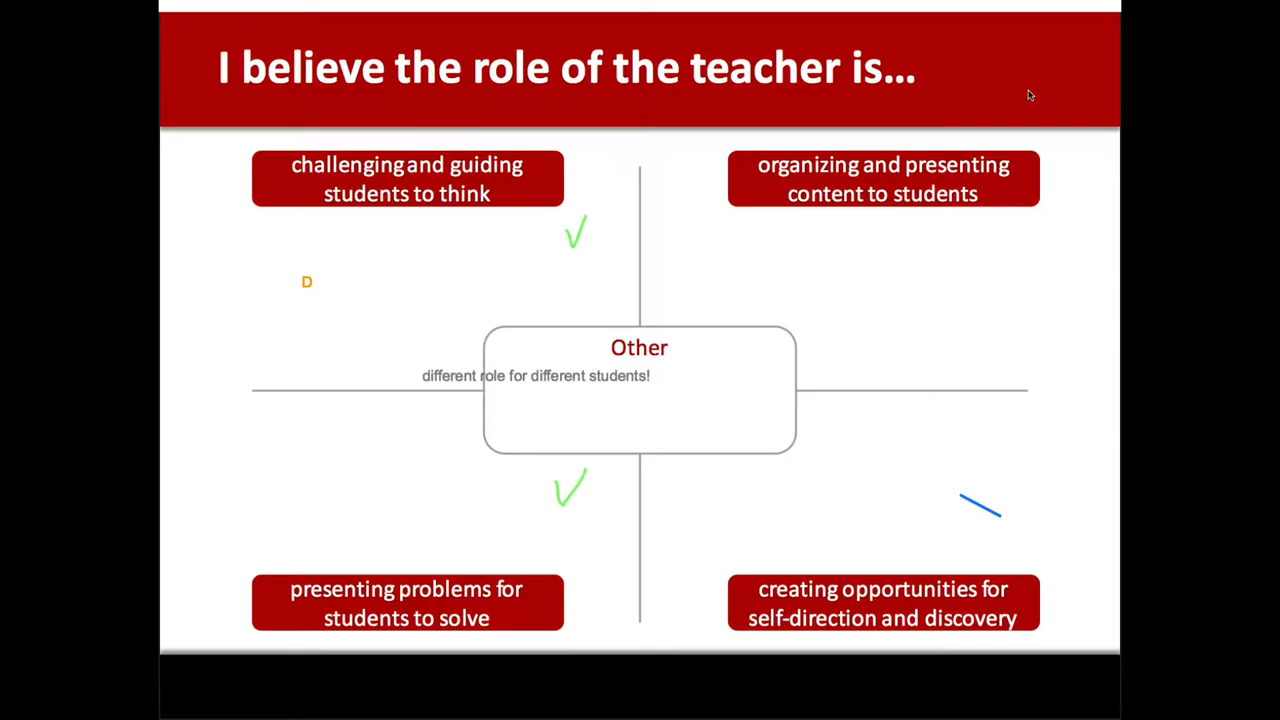 I believe the role of the teacher is...
challenging and guiding
students to think
organizing and presenting
content to students
D
Other
different role for different students!
presenting problems for
students to solve
creating opportunities for
self-direction and discovery